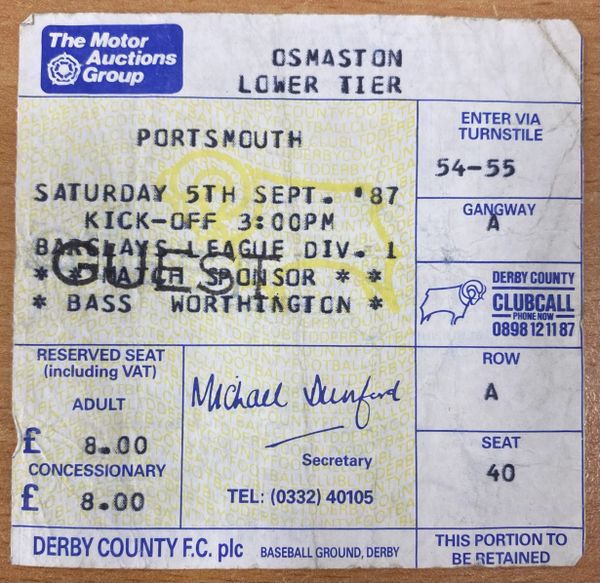 The Motor
Auctions
Group
OSMASTON
LOWER TIER
PORTSMOUTH
SATURDAY 5TH SEPT. '87
KICK-OFF 3:00PM
BARCLAYS LEAGUE DIV. 1
* * MATCH SPONSOR * *
GUEST
* BASS WORTHINGTON *
ENTER VIA
TURNSTILE
54-55
GANGWAY
A
DERBY COUNTY
CLUBCALL
PHONE NOW
0898 12 11 87
RESERVED SEAT
(including VAT)
ADULT
£ 8.00
CONCESSIONARY
£ 8.00
Michael Dunford
Secretary
TEL: (0332) 40105
ROW
A
SEAT
40
DERBY COUNTY F.C. plc
BASEBALL GROUND, DERBY
THIS PORTION TO
BE RETAINED